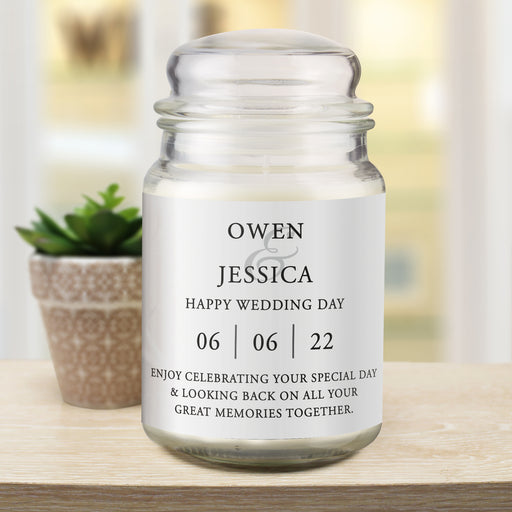 OWEN
&
JESSICA
HAPPY WEDDING DAY
06 | 06 | 22
ENJOY CELEBRATING YOUR SPECIAL DAY
& LOOKING BACK ON ALL YOUR
GREAT MEMORIES TOGETHER.